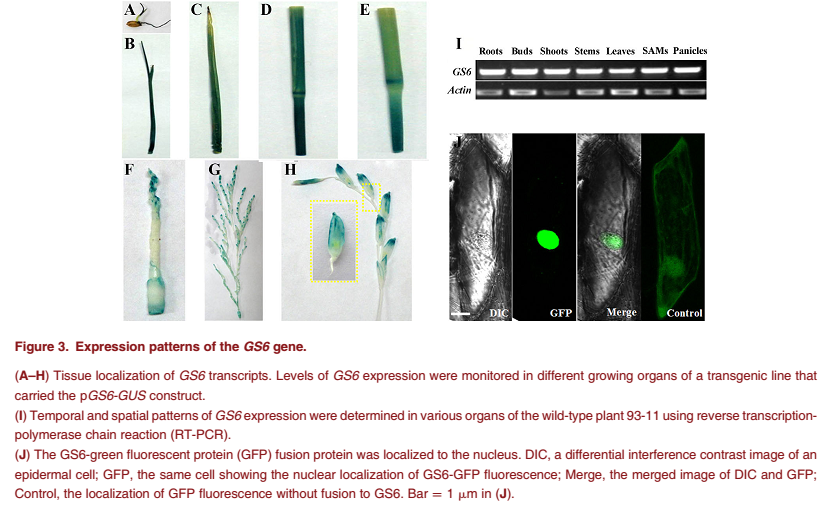 A
B
C
D
E
F
G
H
I
Roots Buds Shoots Stems Leaves SAMs Panicles
GS6
Actin
J
DIC
GFP
Merge
Control
Figure 3. Expression patterns of the GS6 gene.
(A–H) Tissue localization of GS6 transcripts. Levels of GS6 expression were monitored in different growing organs of a transgenic line that
carried the pGS6-GUS construct.
(I) Temporal and spatial patterns of GS6 expression were determined in various organs of the wild-type plant 93-11 using reverse transcription-
polymerase chain reaction (RT-PCR).
(J) The GS6-green fluorescent protein (GFP) fusion protein was localized to the nucleus. DIC, a differential interference contrast image of an
epidermal cell; GFP, the same cell showing the nuclear localization of GS6-GFP fluorescence; Merge, the merged image of DIC and GFP;
Control, the localization of GFP fluorescence without fusion to GS6. Bar = 1 μm in (J).